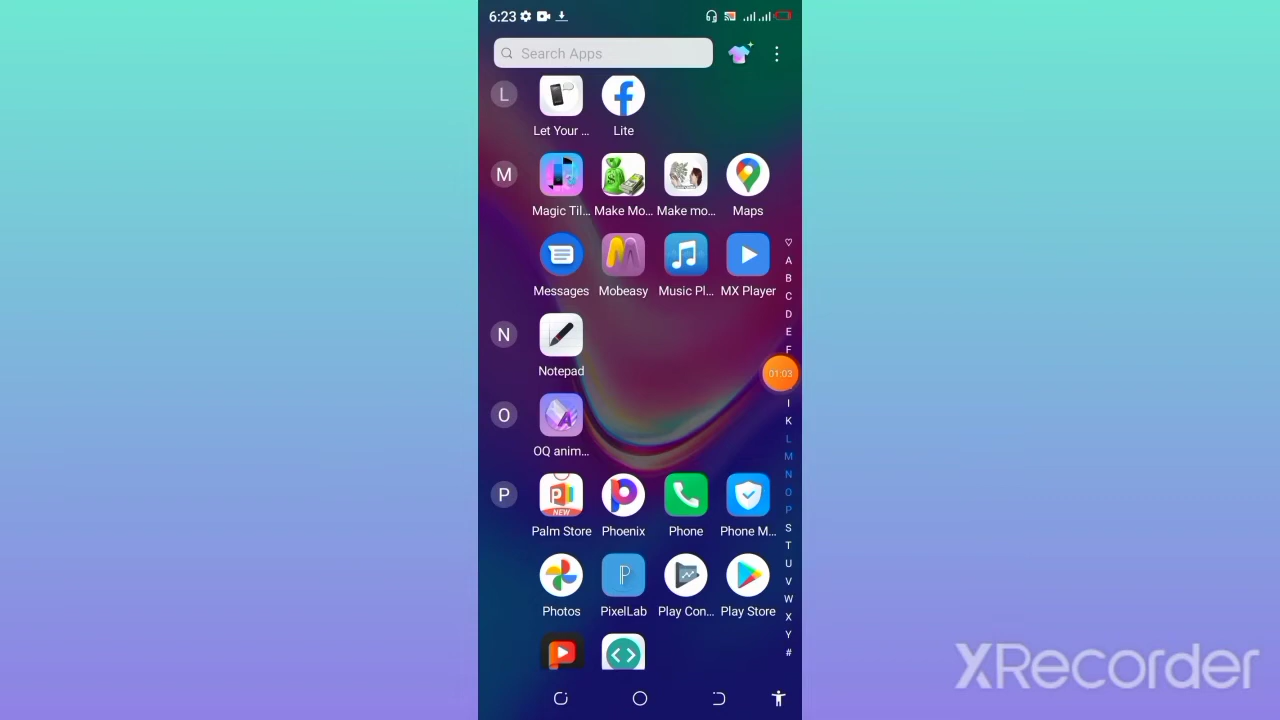 6:23
Search Apps
L
Let Your ...
Lite
M
Magic Til...
Make Mo...
Make mo...
Maps
Messages
Mobeasy
Music Pl...
MX Player
N
Notepad
O
OQ anim...
P
NEW
Palm Store
Phoenix
Phone
Phone M...
Photos
PixelLab
Play Con...
Play Store
A
B
C
D
E
F
01:03
I
K
L
M
N
O
P
S
T
U
V
W
X
Y
#
XRecorder